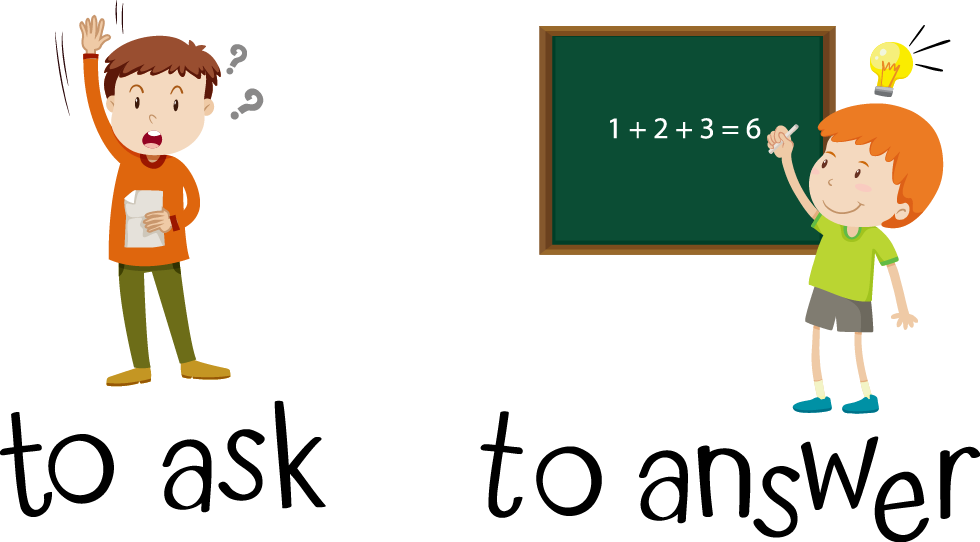 ? ?
1 + 2 + 3 = 6
to ask
to answer